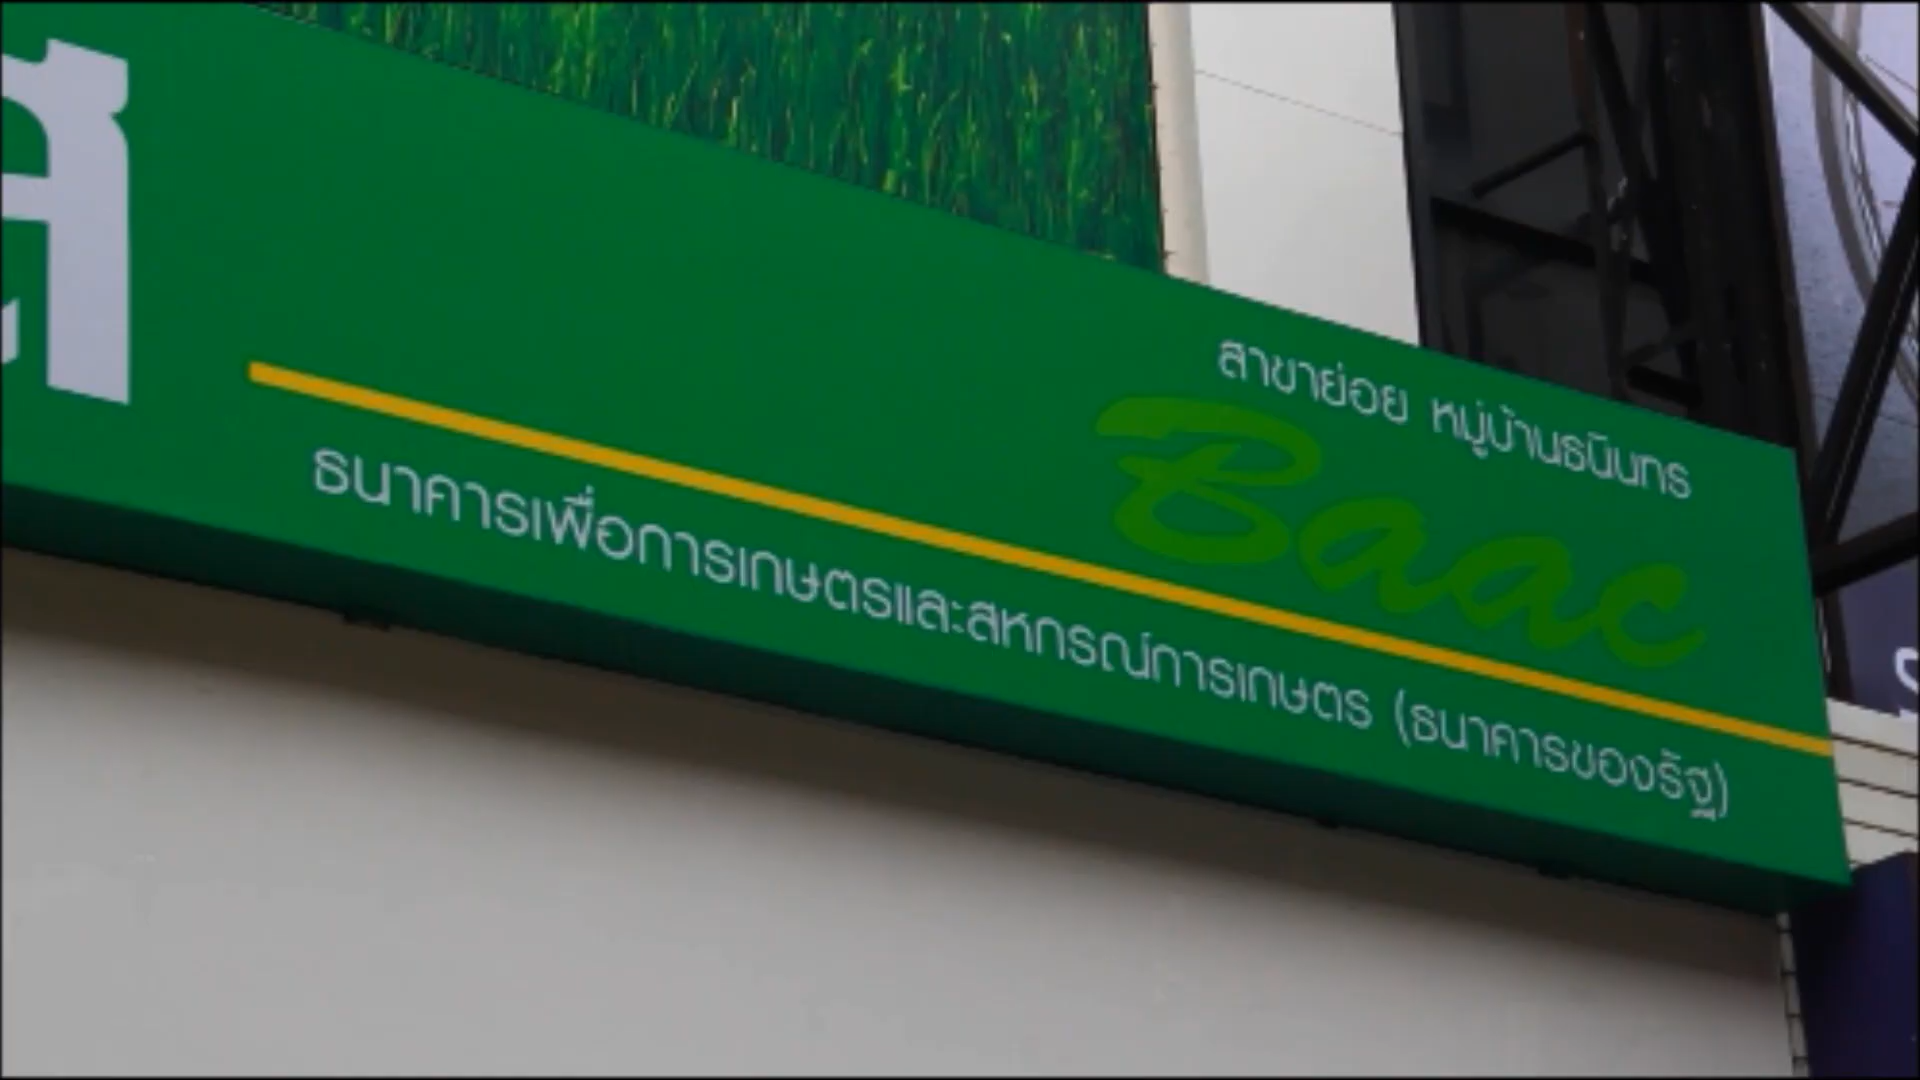 สาขาย่อย หมู่บ้านธนินทร
Baac
ธนาคารเพื่อการเกษตรและสหกรณ์การเกษตร (ธนาคารของรัฐ)